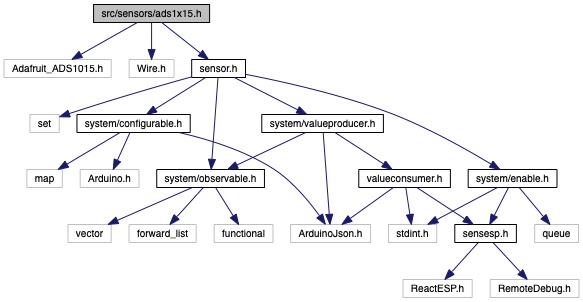 src/sensors/ads1x15.h
Adafruit_ADS1015.h
Wire.h
sensor.h
set
system/configurable.h
system/valueproducer.h
map
Arduino.h
system/observable.h
valueconsumer.h
system/enable.h
vector
forward_list
functional
ArduinoJson.h
stdint.h
sensesp.h
queue
ReactESP.h
RemoteDebug.h